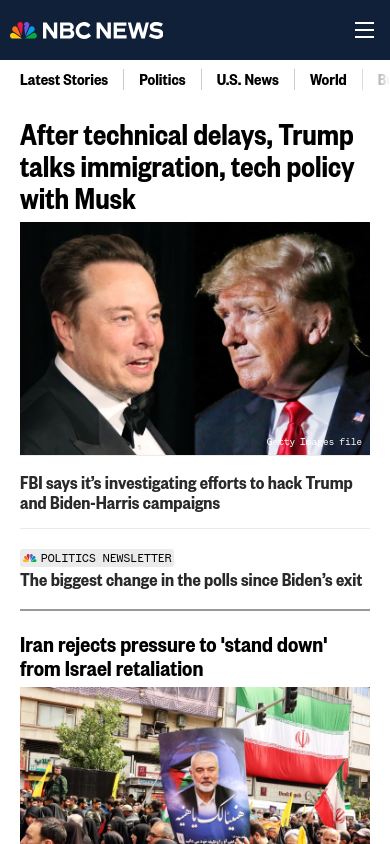 NBC NEWS
Latest Stories
Politics
U.S. News
World
After technical delays, Trump
talks immigration, tech policy
with Musk
Getty Images file
FBI says it's investigating efforts to hack Trump
and Biden-Harris campaigns
POLITICS NEWSLETTER
The biggest change in the polls since Biden's exit
Iran rejects pressure to 'stand down'
from Israel retaliation